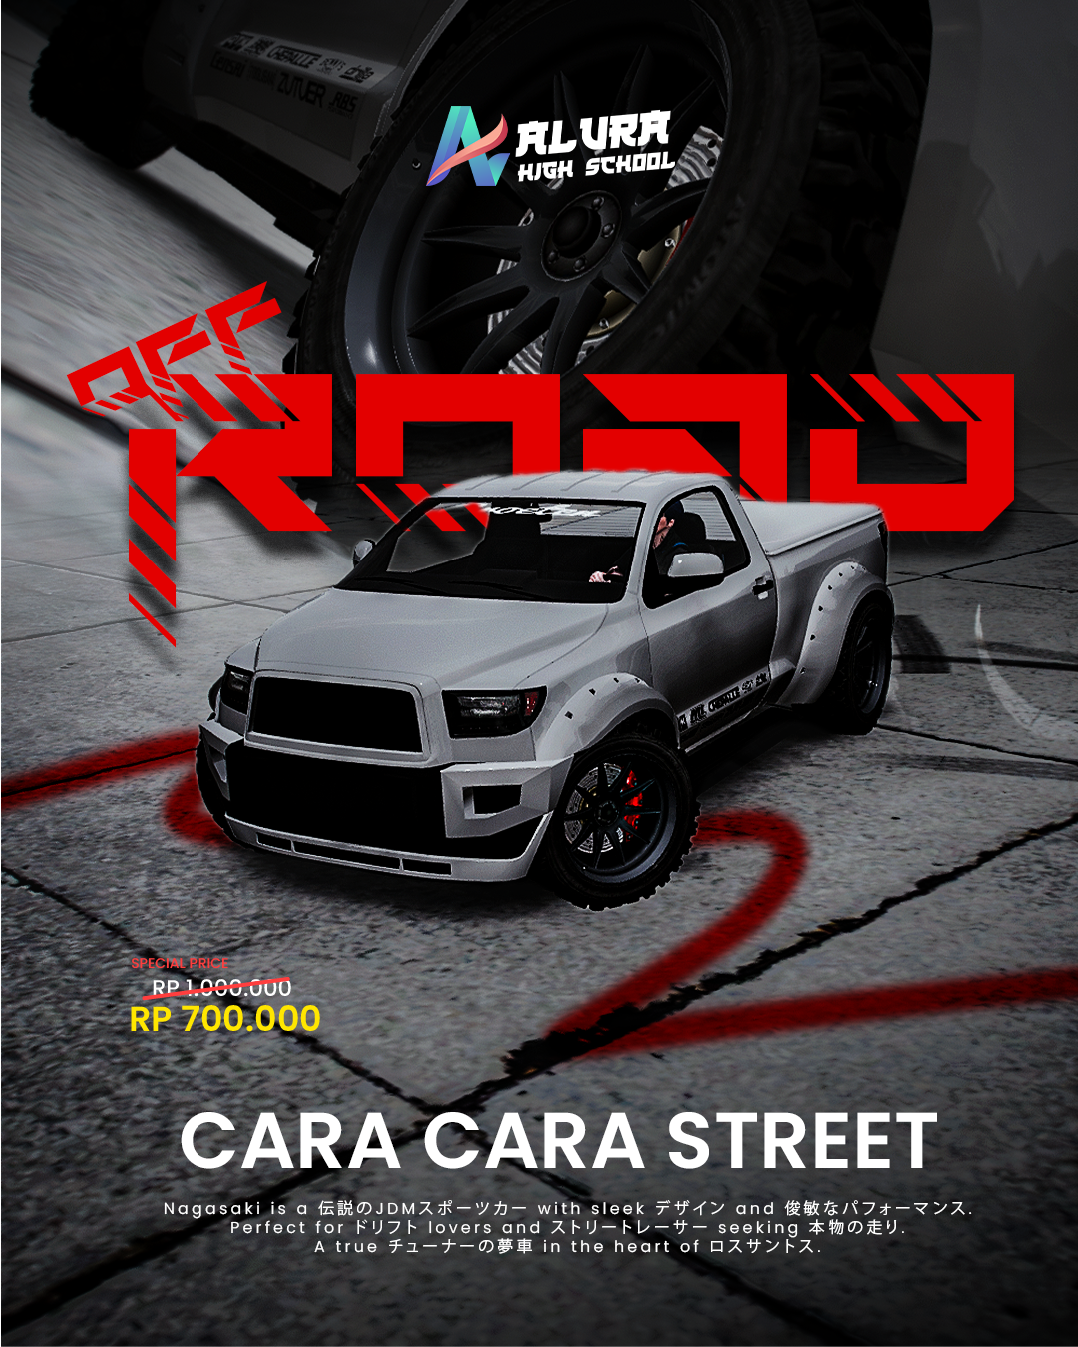 ZUTUER RBS
ALURA
HIGH SCHOOL
OFF
ROAD
SPECIAL PRICE
RP 1.000.000
RP 700.000
CARA CARA STREET
Nagasaki is a 伝説のJDMスポーツカー with sleek デザイン and 俊敏なパフォーマンス.
Perfect for ドリフト lovers and ストリートレーサー seeking 本物の走り.
A true チューナーの夢車 in the heart of ロスサントス.